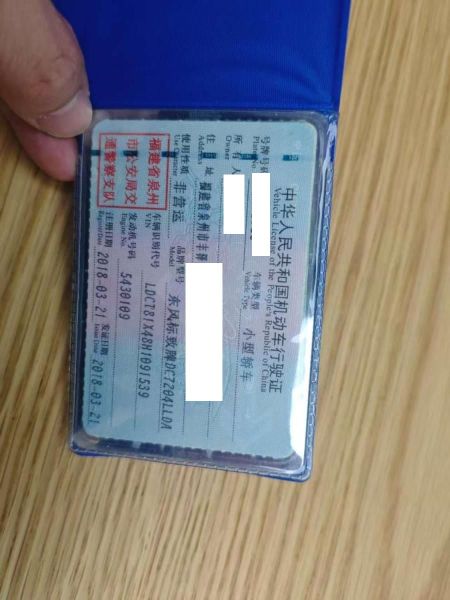 中华人民共和国机动车行驶证
Vehicle License of the People's Republic of China
号牌号码
Plate No.
车辆类型
Vehicle Type
小型轿车
所有人
Owner
住址
Address
福建省泉州市丰泽
使用性质
Use Character
非营运
品牌型号
Model
东风标致牌DC7204LLDA
福建省泉州
市公安局交
通警察支队
车辆识别代号
VIN
LDCT81X48H1091539
发动机号码
Engine No.
5430109
注册日期
Register Date
2018-03-21
发证日期
Issue Date
2018-03-21